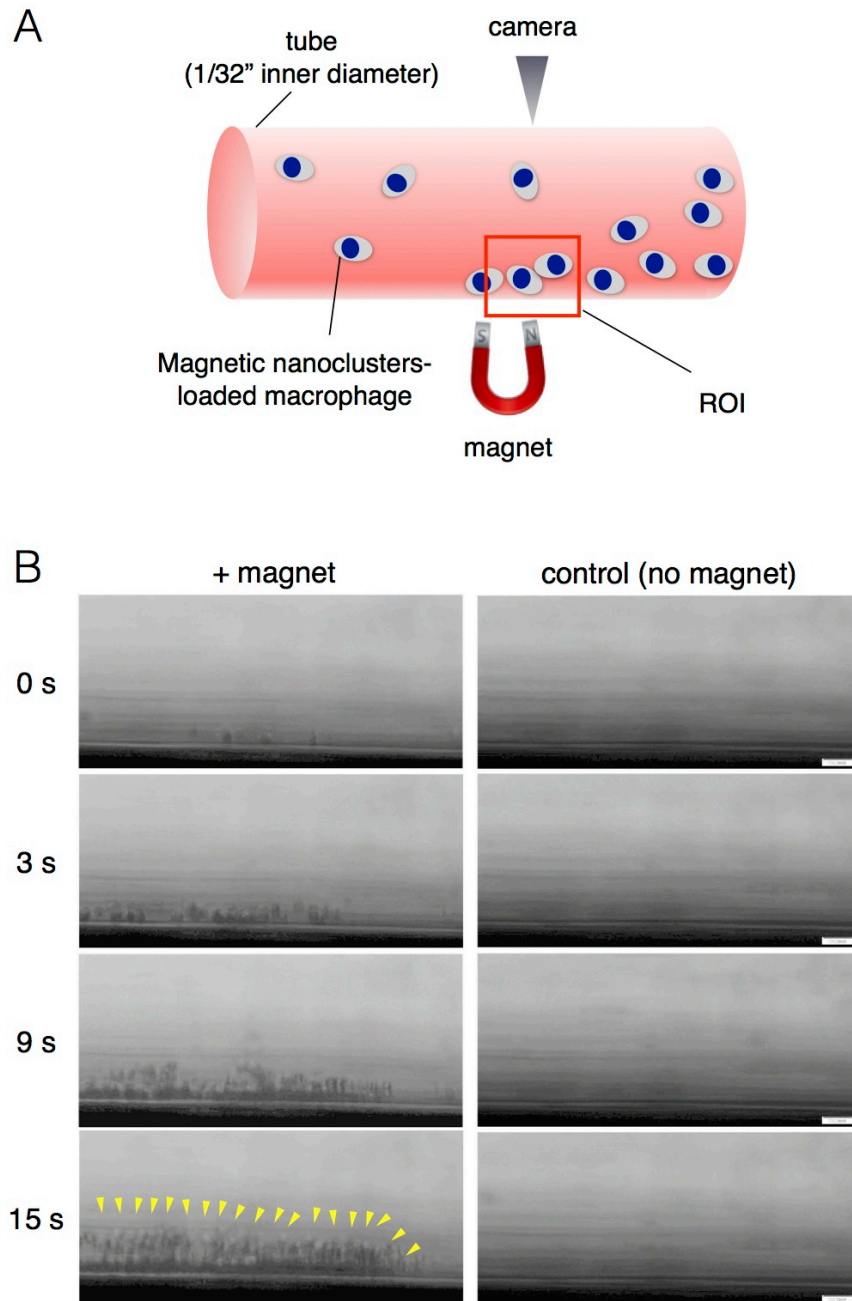 A
tube
(1/32” inner diameter)
camera
Magnetic nanoclusters-
loaded macrophage
S N
magnet
ROI
B
+ magnet
control (no magnet)
0 s
3 s
9 s
15 s